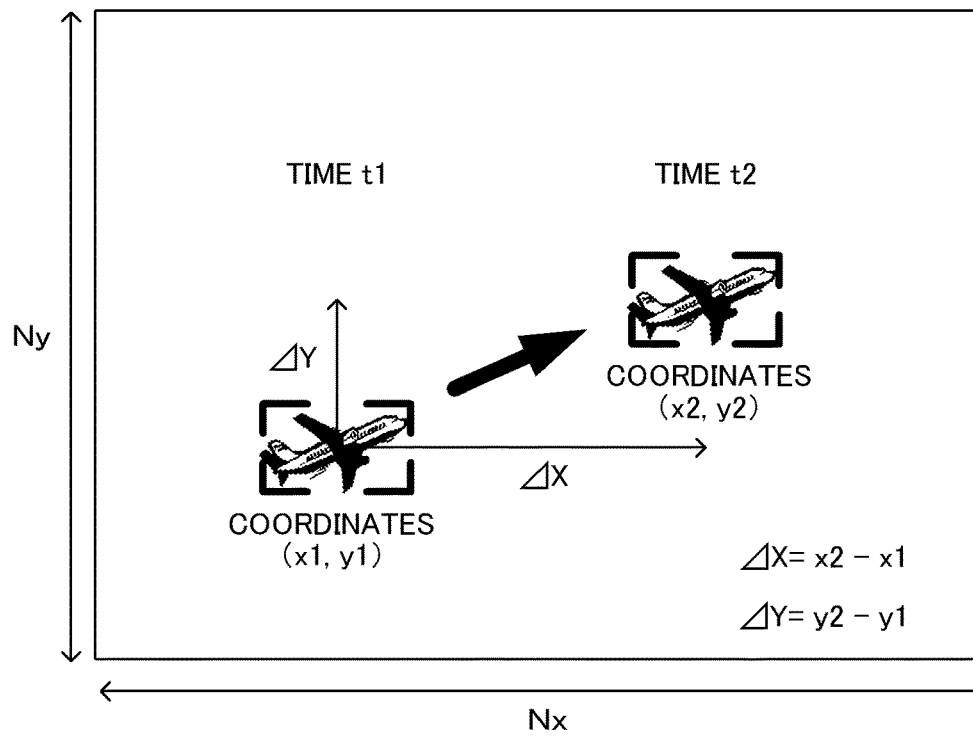 TIME t1
TIME t2
Ny
⊿Y
COORDINATES
(x2, y2)
⊿X
COORDINATES
(x1, y1)
⊿X= x2 − x1
⊿Y= y2 − y1
Nx